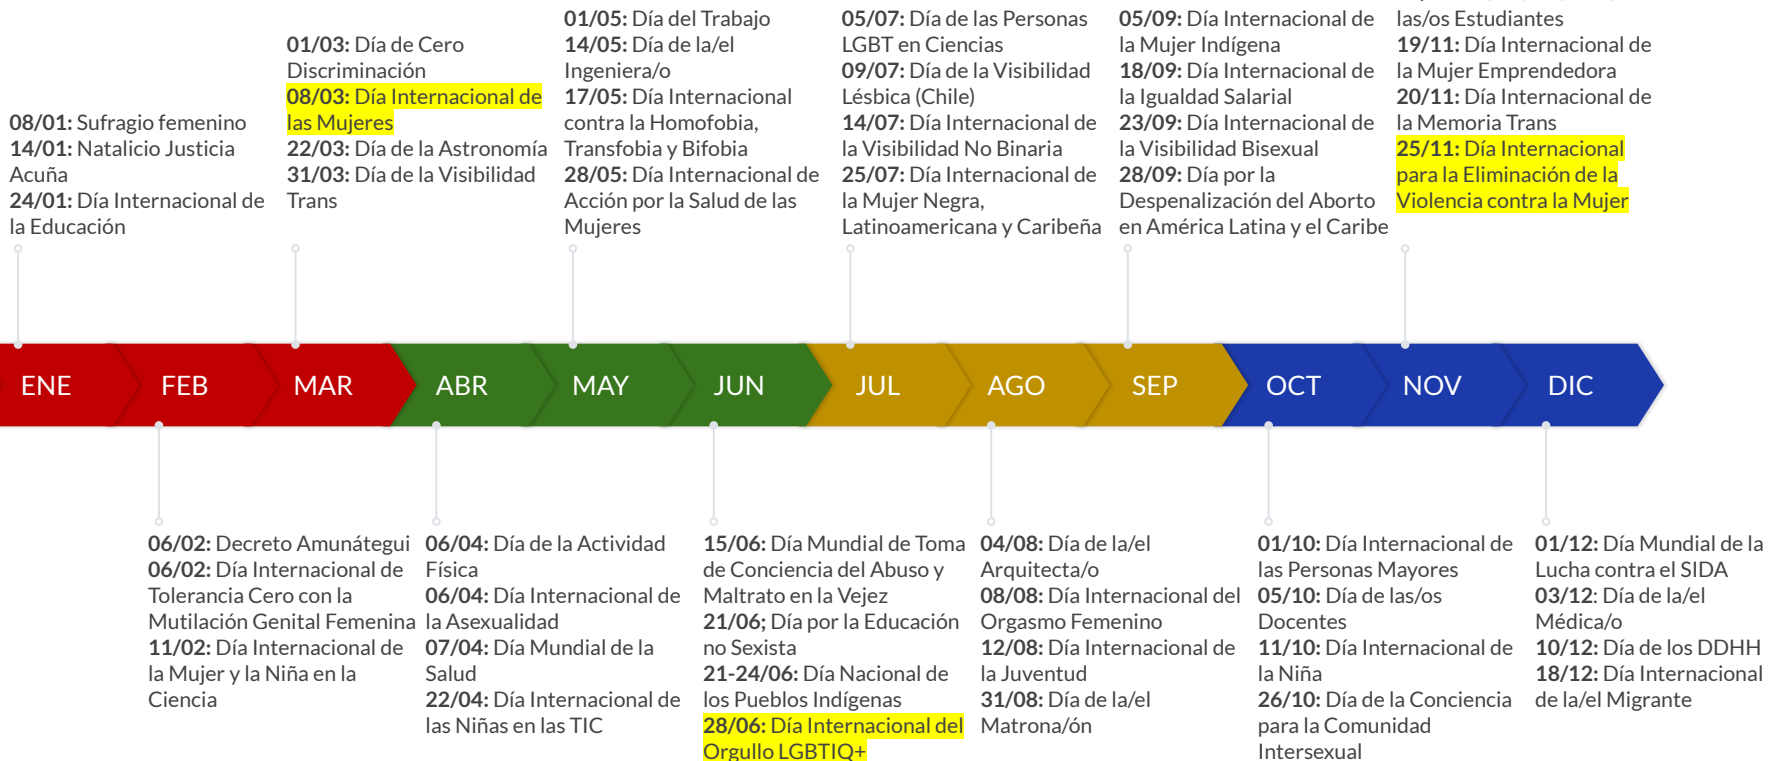 08/01: Sufragio femenino
14/01: Natalicio Justicia
Acuña
24/01: Día Internacional de
la Educación
01/03: Día de Cero
Discriminación
08/03: Día Internacional de
las Mujeres
22/03: Día de la Astronomía
31/03: Día de la Visibilidad
Trans
01/05: Día del Trabajo
14/05: Día de la/el
Ingeniera/o
17/05: Día Internacional
contra la Homofobia,
Transfobia y Bifobia
28/05: Día Internacional de
Acción por la Salud de las
Mujeres
05/07: Día de las Personas
LGBT en Ciencias
09/07: Día de la Visibilidad
Lésbica (Chile)
14/07: Día Internacional de
la Visibilidad No Binaria
25/07: Día Internacional de
la Mujer Negra,
Latinoamericana y Caribeña
05/09: Día Internacional de
la Mujer Indígena
18/09: Día Internacional de
la Igualdad Salarial
23/09: Día Internacional de
la Visibilidad Bisexual
28/09: Día por la
Despenalización del Aborto
en América Latina y el Caribe
las/os Estudiantes
19/11: Día Internacional de
la Mujer Emprendedora
20/11: Día Internacional de
la Memoria Trans
25/11: Día Internacional
para la Eliminación de la
Violencia contra la Mujer
ENE
FEB
MAR
ABR
MAY
JUN
JUL
AGO
SEP
OCT
NOV
DIC
06/02: Decreto Amunátegui
06/02: Día Internacional de
Tolerancia Cero con la
Mutilación Genital Femenina
11/02: Día Internacional de
la Mujer y la Niña en la
Ciencia
06/04: Día de la Actividad
Física
06/04: Día Internacional de
la Asexualidad
07/04: Día Mundial de la
Salud
22/04: Día Internacional de
las Niñas en las TIC
15/06: Día Mundial de Toma
de Conciencia del Abuso y
Maltrato en la Vejez
21/06; Día por la Educación
no Sexista
21-24/06: Día Nacional de
los Pueblos Indígenas
28/06: Día Internacional del
Orgullo LGBTIQ+
04/08: Día de la/el
Arquitecta/o
08/08: Día Internacional del
Orgasmo Femenino
12/08: Día Internacional de
la Juventud
31/08: Día de la/el
Matrona/ón
01/10: Día Internacional de
las Personas Mayores
05/10: Día de las/os
Docentes
11/10: Día Internacional de
la Niña
26/10: Día de la Conciencia
para la Comunidad
Intersexual
01/12: Día Mundial de la
Lucha contra el SIDA
03/12: Día de la/el
Médica/o
10/12: Día de los DDHH
18/12: Día Internacional
de la/el Migrante